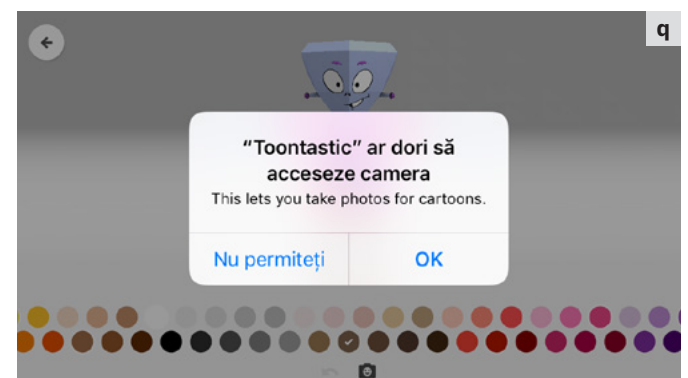 q
“Toontastic” ar dori să
acceseze camera
This lets you take photos for cartoons.
Nu permiteți OK